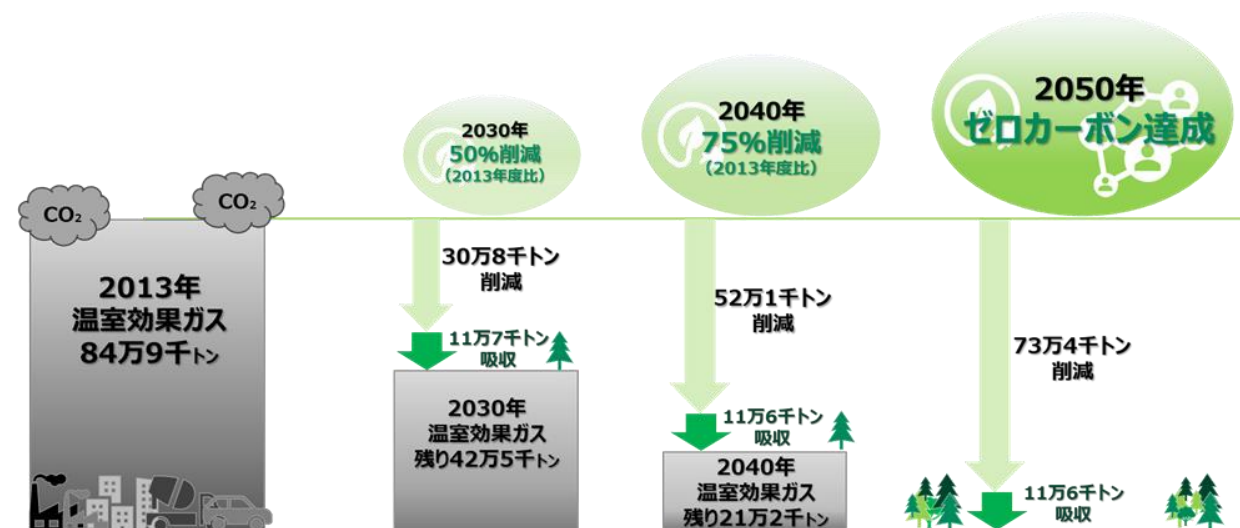 CO₂
CO₂
2013年
温室効果ガス
84万9千トン
2030年
50%削減
（2013年度比）
30万8千トン
削減
11万7千トン
吸収
2030年
温室効果ガス
残り42万5千トン
2040年
75%削減
（2013年度比）
52万1千トン
削減
11万6千トン
吸収
2040年
温室効果ガス
残り21万2千トン
2050年
ゼロカーボン達成
73万4千トン
削減
11万6千トン
吸収